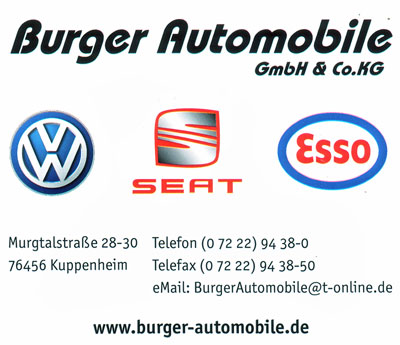 Burger Automobile
GmbH & Co.KG
VW
SEAT
Esso
Murgtalstraße 28-30 Telefon (0 72 22) 94 38-0
76456 Kuppenheim Telefax (0 72 22) 94 38-50
eMail: BurgerAutomobile@t-online.de
www.burger-automobile.de